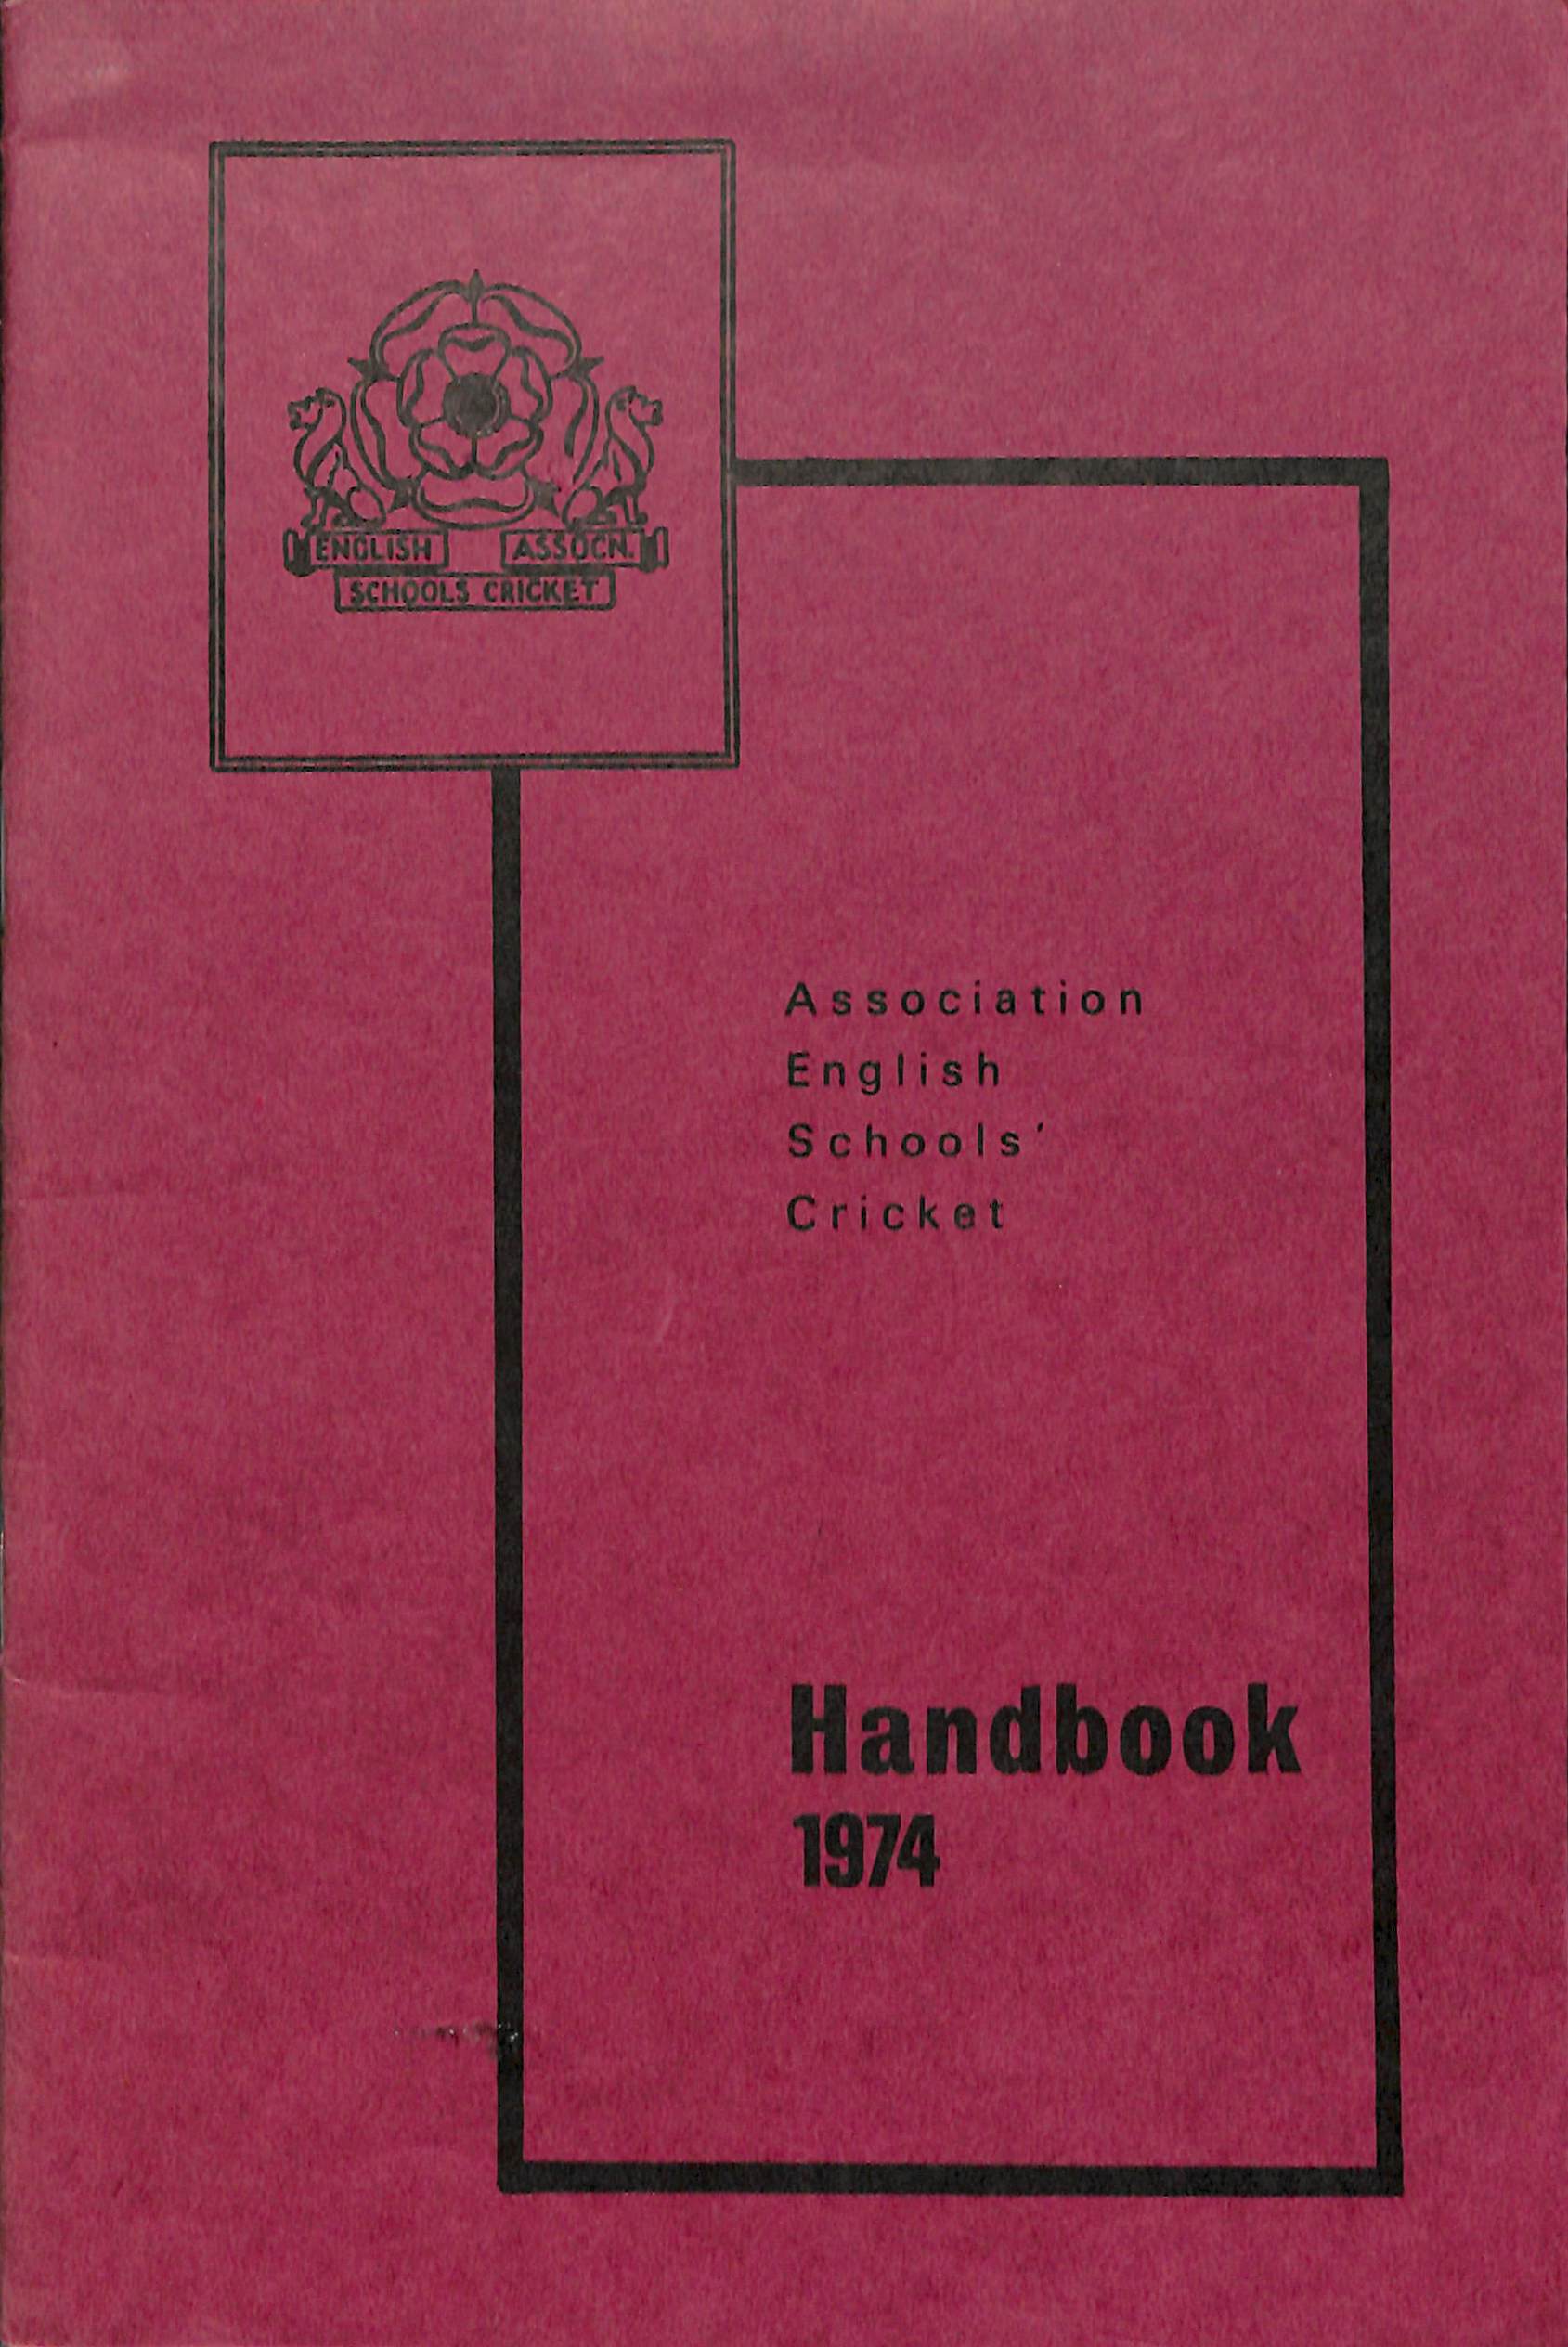 ENGLISH ASSOCN.
SCHOOLS CRICKET
Association
English
Schools'
Cricket
Handbook
1974